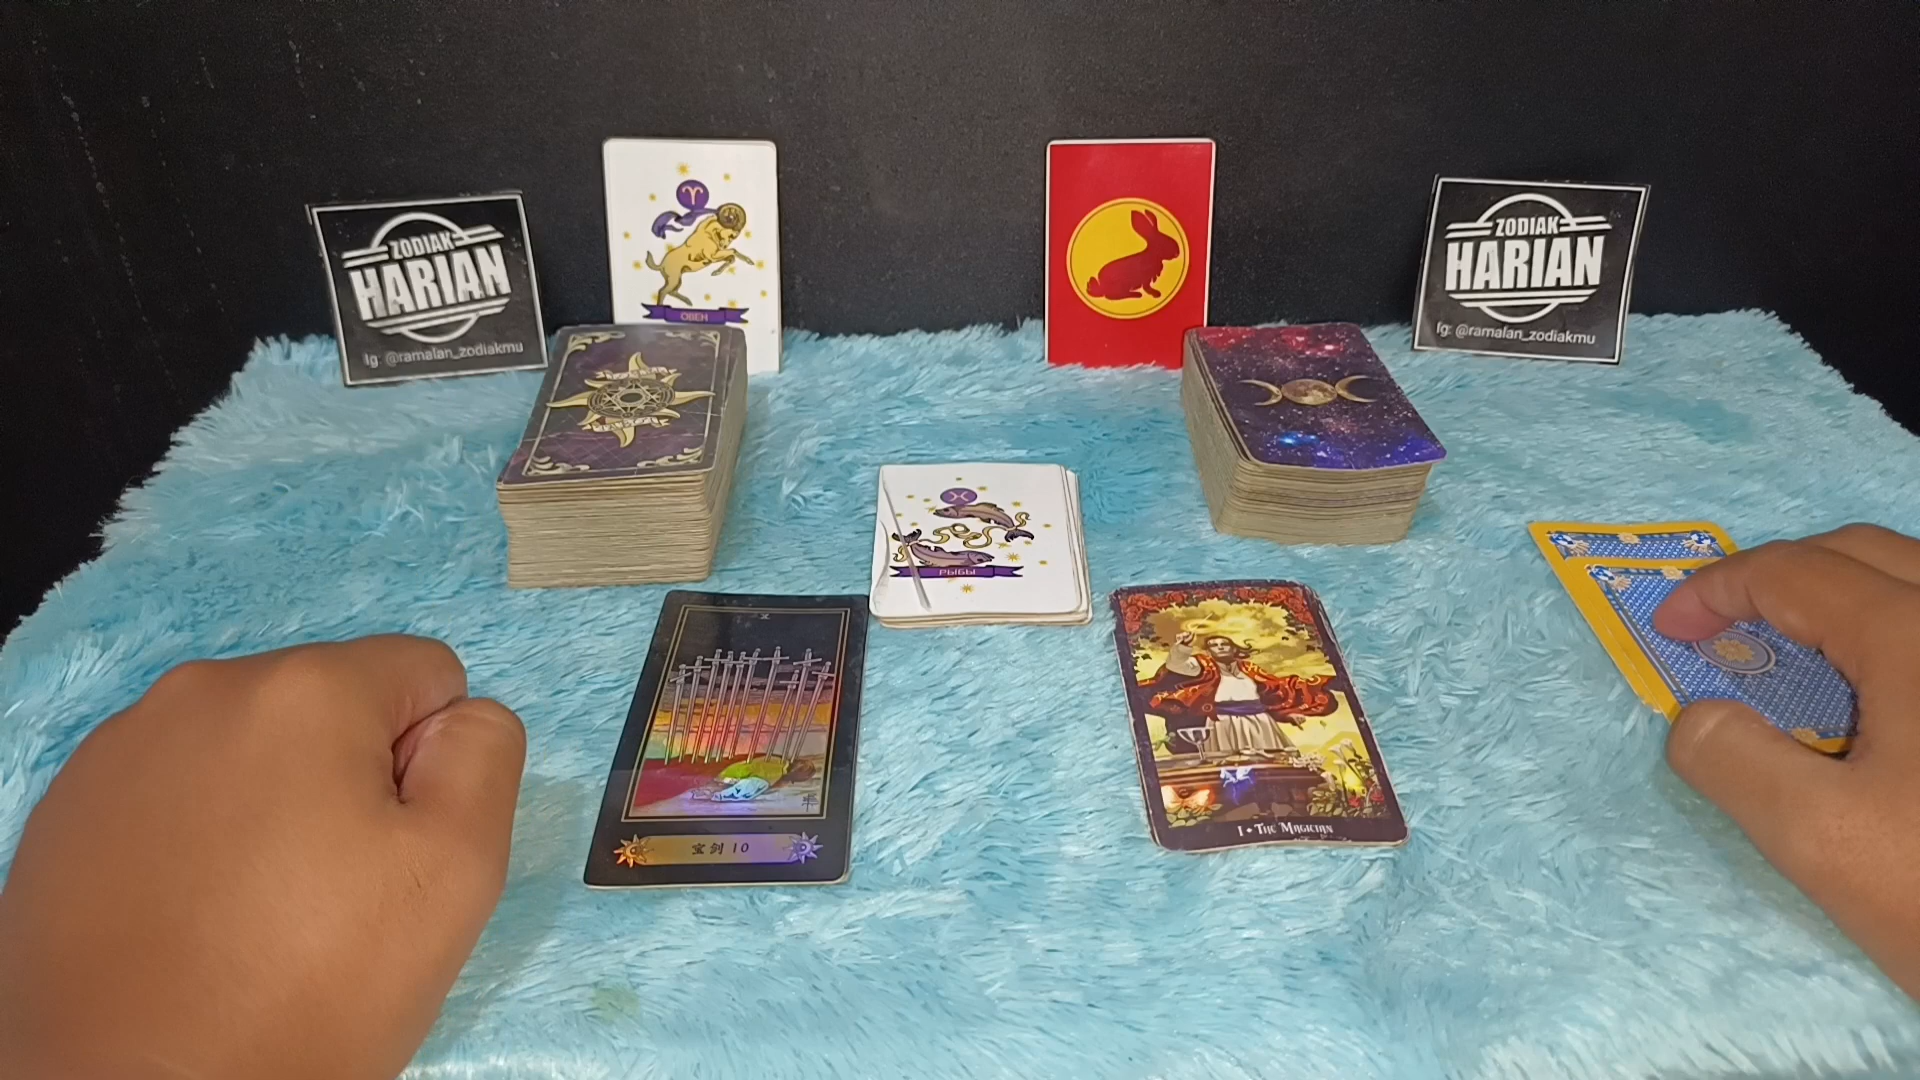 ZODIAK
HARIAN
Ig: @ramalan_zodiakmu
ОВЕН
ZODIAK
HARIAN
Ig: @ramalan_zodiakmu
РЫБЫ
X
宝剑 10
I • THE MAGICIAN